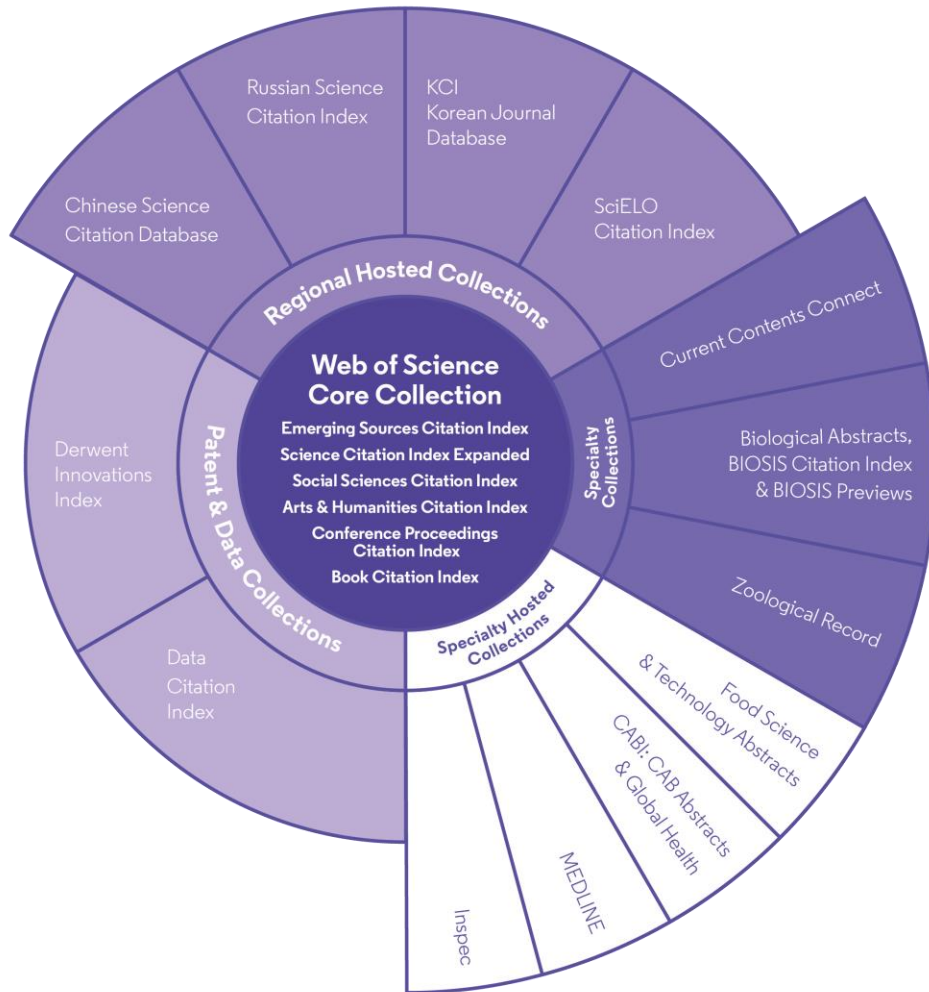 Web of Science
Core Collection
Emerging Sources Citation Index
Science Citation Index Expanded
Social Sciences Citation Index
Arts & Humanities Citation Index
Conference Proceedings
Citation Index
Book Citation Index
Regional Hosted Collections
Chinese Science
Citation Database
Russian Science
Citation Index
KCI
Korean Journal
Database
SciELO
Citation Index
Specialty
Collections
Current Contents Connect
Biological Abstracts,
BIOSIS Citation Index
& BIOSIS Previews
Zoological Record
Specialty Hosted
Collections
Food Science
& Technology Abstracts
CABI: CAB Abstracts
& Global Health
MEDLINE
Inspec
Patent & Data Collections
Data
Citation
Index
Derwent
Innovations
Index